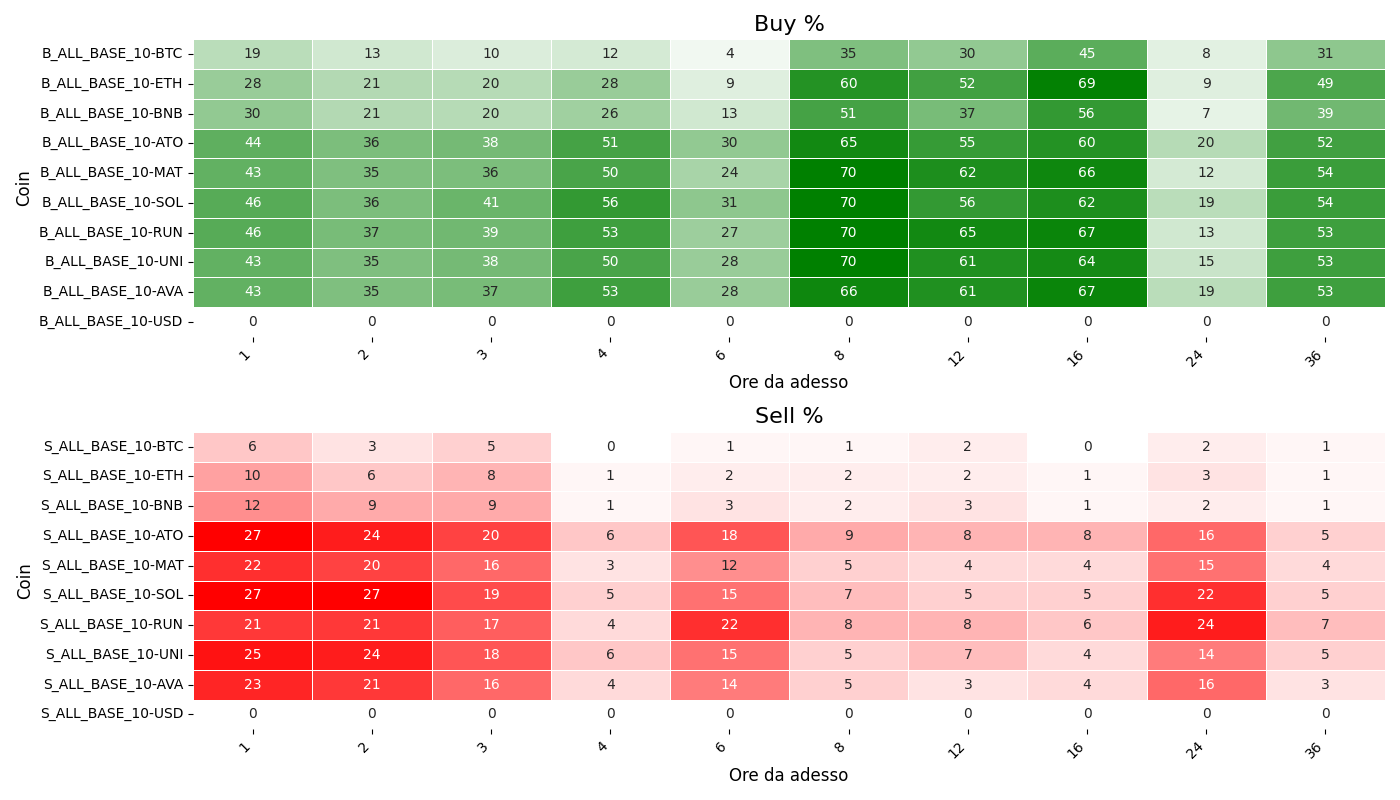 Buy %
Coin
B_ALL_BASE_10-BTC 19 13 10 12 4 35 30 45 8 31
B_ALL_BASE_10-ETH 28 21 20 28 9 60 52 69 9 49
B_ALL_BASE_10-BNB 30 21 20 26 13 51 37 56 7 39
B_ALL_BASE_10-ATO 44 36 38 51 30 65 55 60 20 52
B_ALL_BASE_10-MAT 43 35 36 50 24 70 62 66 12 54
B_ALL_BASE_10-SOL 46 36 41 56 31 70 56 62 19 54
B_ALL_BASE_10-RUN 46 37 39 53 27 70 65 67 13 53
B_ALL_BASE_10-UNI 43 35 38 50 28 70 61 64 15 53
B_ALL_BASE_10-AVA 43 35 37 53 28 66 61 67 19 53
B_ALL_BASE_10-USD 0 0 0 0 0 0 0 0 0 0
1 2 3 4 6 8 12 16 24 36
Ore da adesso
Sell %
Coin
S_ALL_BASE_10-BTC 6 3 5 0 1 1 2 0 2 1
S_ALL_BASE_10-ETH 10 6 8 1 2 2 2 1 3 1
S_ALL_BASE_10-BNB 12 9 9 1 3 2 3 1 2 1
S_ALL_BASE_10-ATO 27 24 20 6 18 9 8 8 16 5
S_ALL_BASE_10-MAT 22 20 16 3 12 5 4 4 15 4
S_ALL_BASE_10-SOL 27 27 19 5 15 7 5 5 22 5
S_ALL_BASE_10-RUN 21 21 17 4 22 8 8 6 24 7
S_ALL_BASE_10-UNI 25 24 18 6 15 5 7 4 14 5
S_ALL_BASE_10-AVA 23 21 16 4 14 5 3 4 16 3
S_ALL_BASE_10-USD 0 0 0 0 0 0 0 0 0 0
1 2 3 4 6 8 12 16 24 36
Ore da adesso